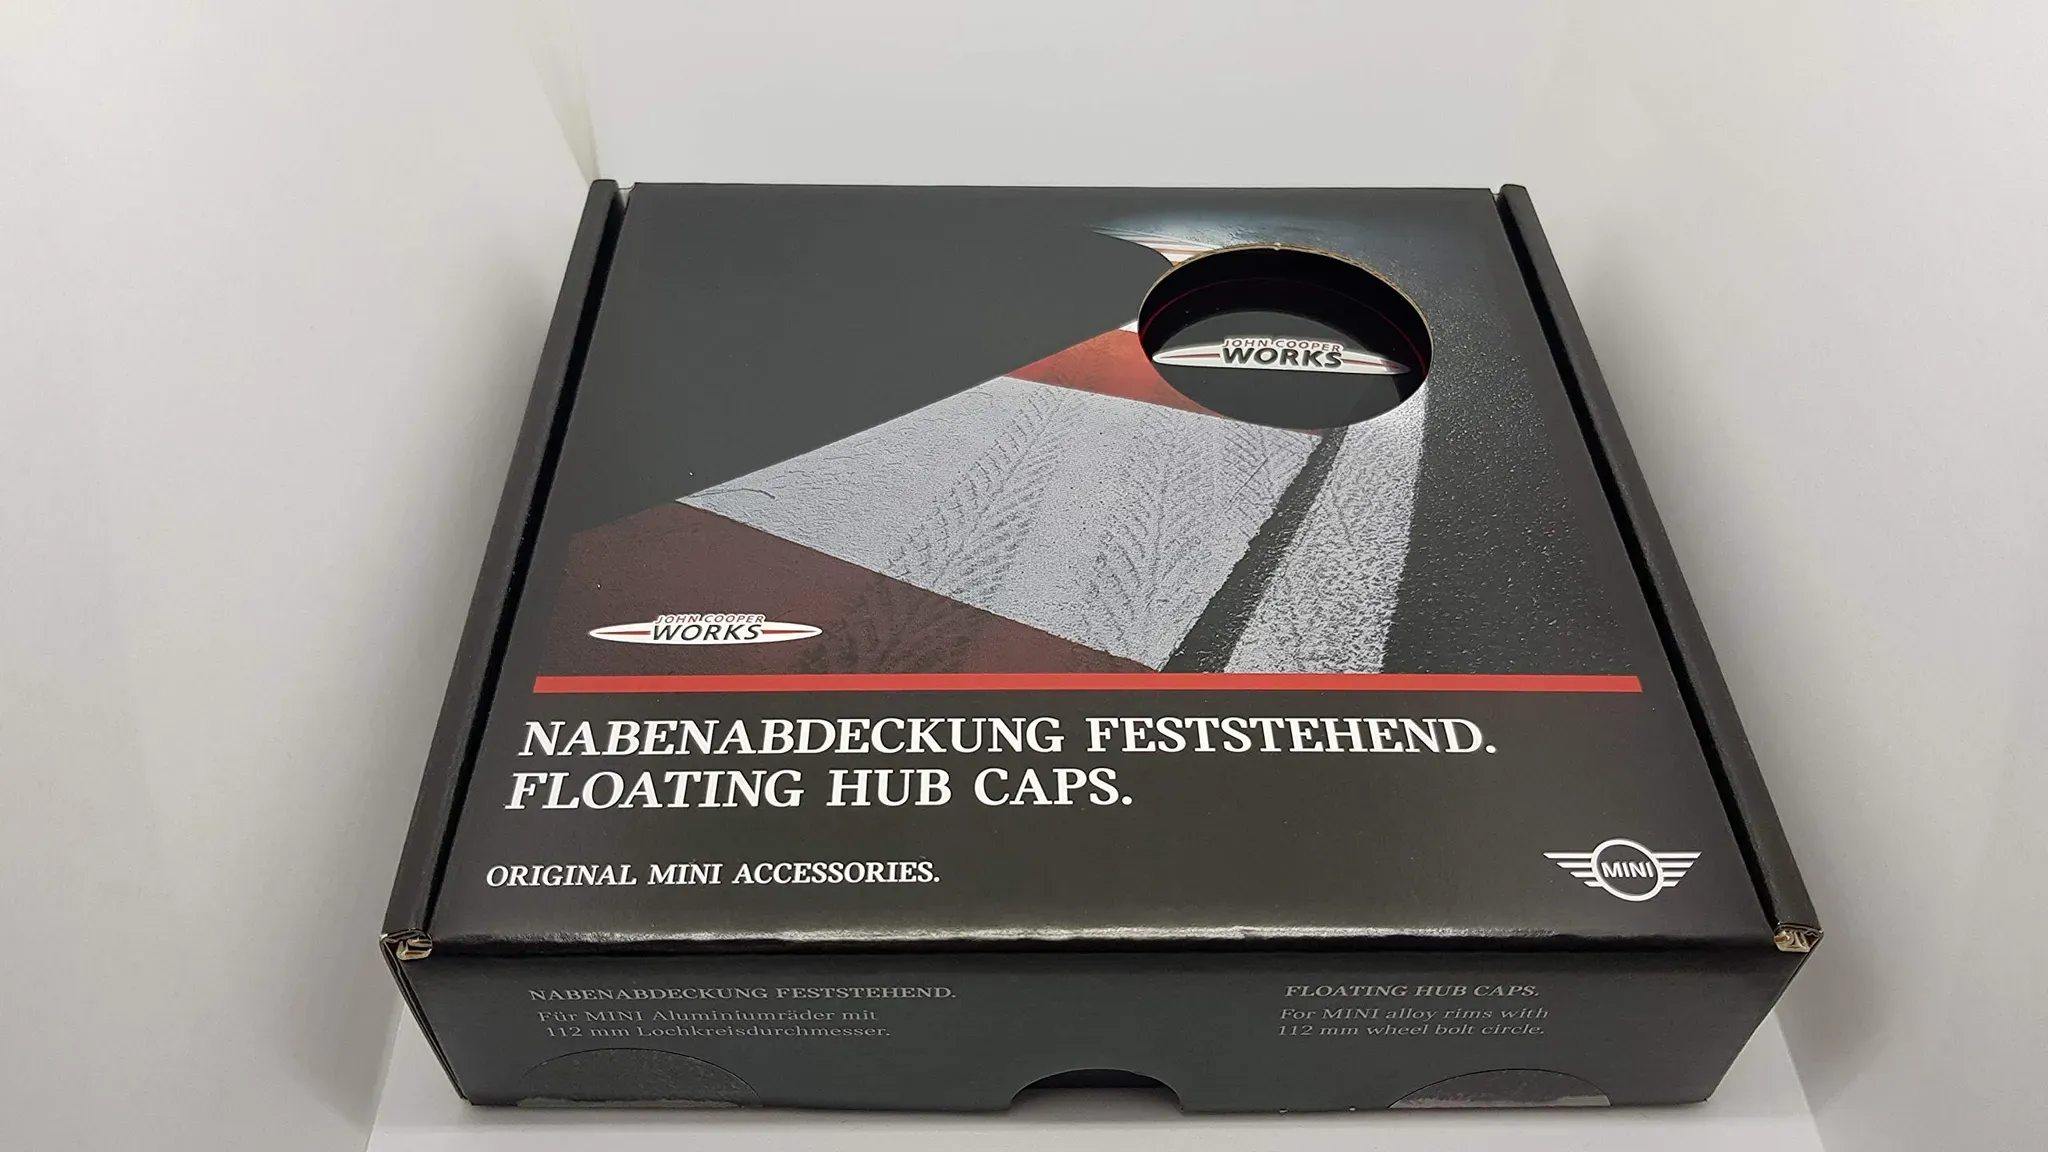 JOHN COOPER
WORKS
JOHN COOPER
WORKS
NABENABDECKUNG FESTSTEHEND.
FLOATING HUB CAPS.
ORIGINAL MINI ACCESSORIES.
MINI
NABENABDECKUNG FESTSTEHEND.
Für MINI Aluminiumräder mit
112 mm Lochkreisdurchmesser.
FLOATING HUB CAPS.
For MINI alloy rims with
112 mm wheel bolt circle.